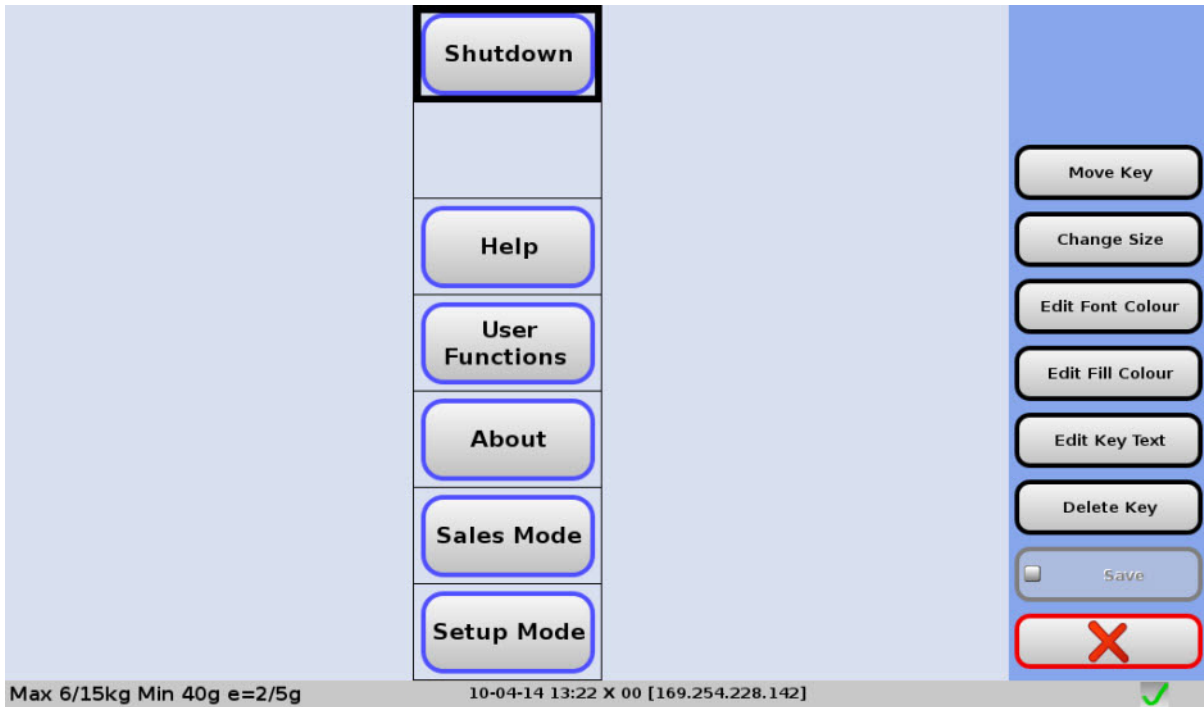 Shutdown
Help
User
Functions
About
Sales Mode
Setup Mode
Move Key
Change Size
Edit Font Colour
Edit Fill Colour
Edit Key Text
Delete Key
Save
Max 6/15kg Min 40g e=2/5g
10-04-14 13:22 X 00 [169.254.228.142]